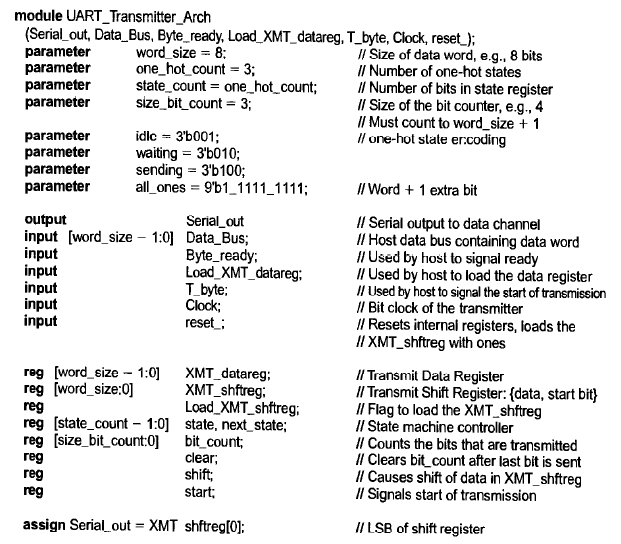 module UART_Transmitter_Arch
(Serial_out, Data_Bus, Byte_ready, Load_XMT_datareg, T_byte, Clock, reset_);
parameter word_size = 8; // Size of data word, e.g., 8 bits
parameter one_hot_count = 3; // Number of one-hot states
parameter state_count = one_hot_count; // Number of bits in state register
parameter size_bit_count = 3; // Size of the bit counter, e.g., 4
// Must count to word_size + 1
parameter idle = 3'b001; // one-hot state encoding
parameter waiting = 3'b010;
parameter sending = 3'b100;
parameter all_ones = 9'b1_1111_1111; // Word + 1 extra bit
output Serial_out // Serial output to data channel
input [word_size – 1:0] Data_Bus; // Host data bus containing data word
input Byte_ready; // Used by host to signal ready
input Load_XMT_datareg; // Used by host to load the data register
input T_byte; // Used by host to signal the start of transmission
input Clock; // Bit clock of the transmitter
input reset_; // Resets internal registers, loads the
// XMT_shftreg with ones
reg [word_size – 1:0] XMT_datareg; // Transmit Data Register
reg [word_size:0] XMT_shftreg; // Transmit Shift Register: {data, start bit}
reg Load_XMT_shftreg; // Flag to load the XMT_shftreg
reg [state_count – 1:0] state, next_state; // State machine controller
reg [size_bit_count:0] bit_count; // Counts the bits that are transmitted
reg clear; // Clears bit_count after last bit is sent
reg shift; // Causes shift of data in XMT_shftreg
reg start; // Signals start of transmission
assign Serial_out = XMT shftreg[0]; // LSB of shift register